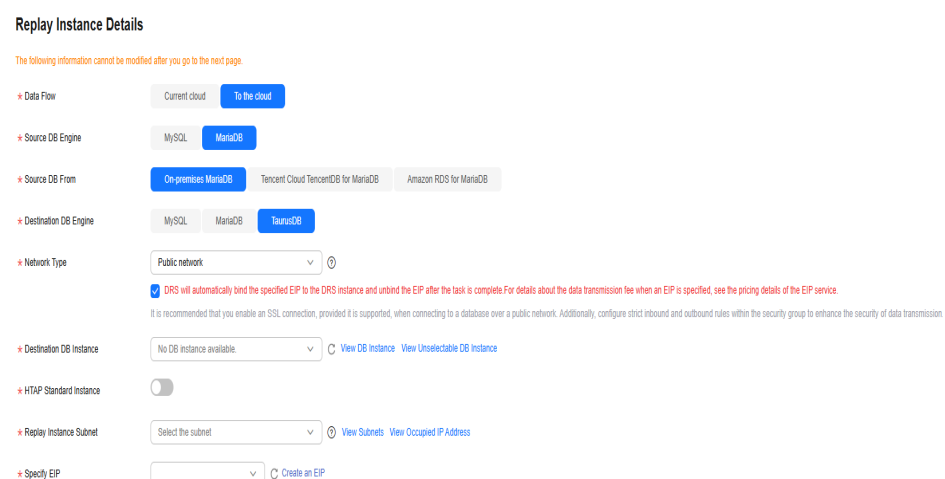 Replay Instance Details
The following information cannot be modified after you go to the next page.
* Data Flow Current cloud To the cloud
* Source DB Engine MySQL MariaDB
* Source DB From On-premises MariaDB Tencent Cloud TencentDB for MariaDB Amazon RDS for MariaDB
* Destination DB Engine MySQL MariaDB TaurusDB
* Network Type Public network
DRS will automatically bind the specified EIP to the DRS instance and unbind the EIP after the task is complete.For details about the data transmission fee when an EIP is specified, see the pricing details of the EIP service.
It is recommended that you enable an SSL connection, provided it is supported, when connecting to a database over a public network. Additionally, configure strict inbound and outbound rules within the security group to enhance the security of data transmission
* Destination DB Instance No DB instance available. View DB Instance View Unselectable DB Instance
* HTAP Standard Instance
* Replay Instance Subnet Select the subnet View Subnets View Occupied IP Address
* Specify EIP Create an EIP